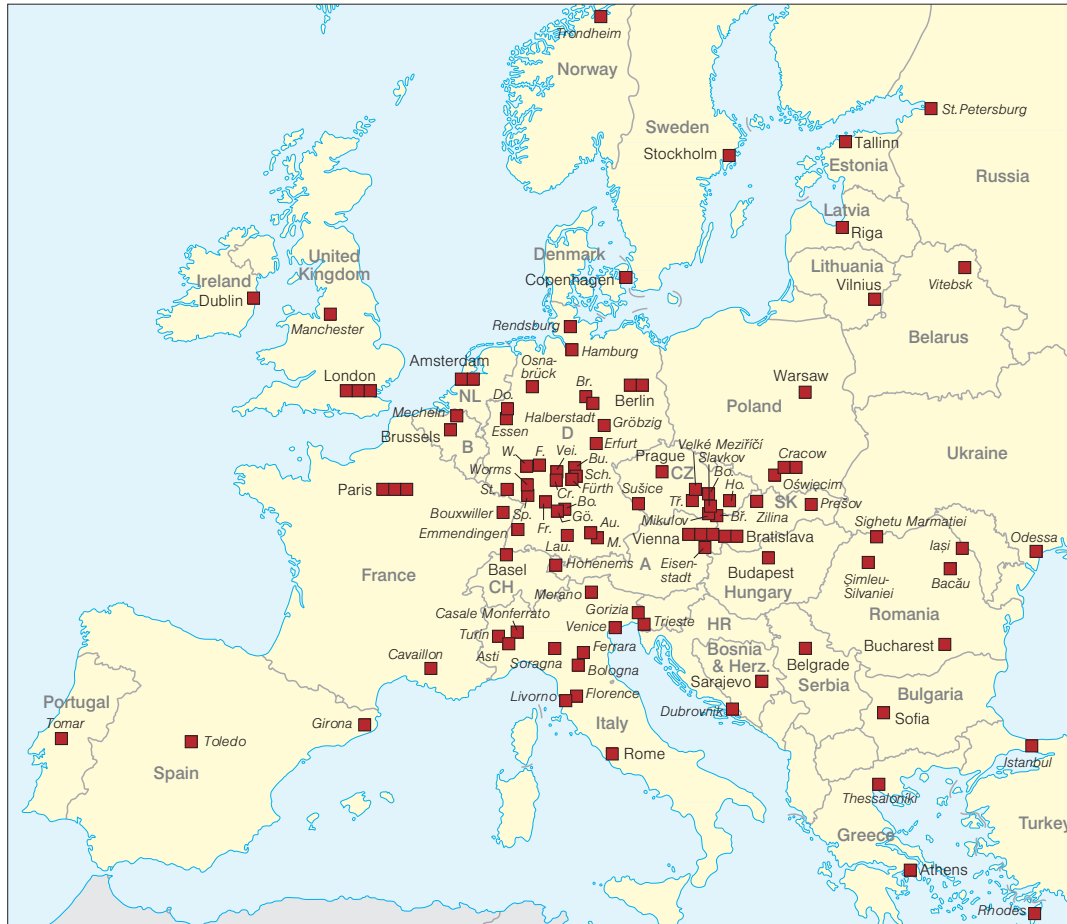 Trondheim
Norway
St. Petersburg
Sweden
Stockholm
Tallinn
Estonia
Russia
Latvia
Riga
United
Kingdom
Ireland
Dublin
Denmark
Copenhagen
Lithuania
Vilnius
Vitebsk
Manchester
Rendsburg
Belarus
Hamburg
Amsterdam
Osna-
brück
London
NL
Br.
Berlin
Warsaw
Do.
Poland
Mecheln
Halberstadt
Gröbzig
Essen
Brussels
B
D
Erfurt
Velké Meziříčí
Slavkov
Ukraine
W.
F.
Vei.
Bu.
Prague
CZ
Bo.
Cracow
Worms
Sch.
Ho.
Oświęcim
Paris
St.
Cr.
Fürth
Sušice
Tř.
SK
Bouxwiller
Sp.
Bo.
Mikulov
Bř.
Zilina
Prešov
Emmendingen
Fr.
Gö.
Au.
Sighetu Marmatiei
Lau.
M.
Vienna
Bratislava
Iași
Odessa
Basel
Hohenems
A
Eisen-
stadt
Budapest
Şimleu-
Silvaniei
Bacău
France
CH
Merano
Hungary
Romania
Casale Monferrato
Gorizia
HR
Turin
Venice
Trieste
Bosnia
& Herz.
Bucharest
Asti
Soragna
Ferrara
Belgrade
Cavaillon
Bologna
Sarajevo
Serbia
Portugal
Livorno
Florence
Bulgaria
Tomar
Girona
Italy
Dubrovnik
Sofia
Toledo
Rome
Istanbul
Spain
Thessaloniki
Turkey
Greece
Athens
Rhodes